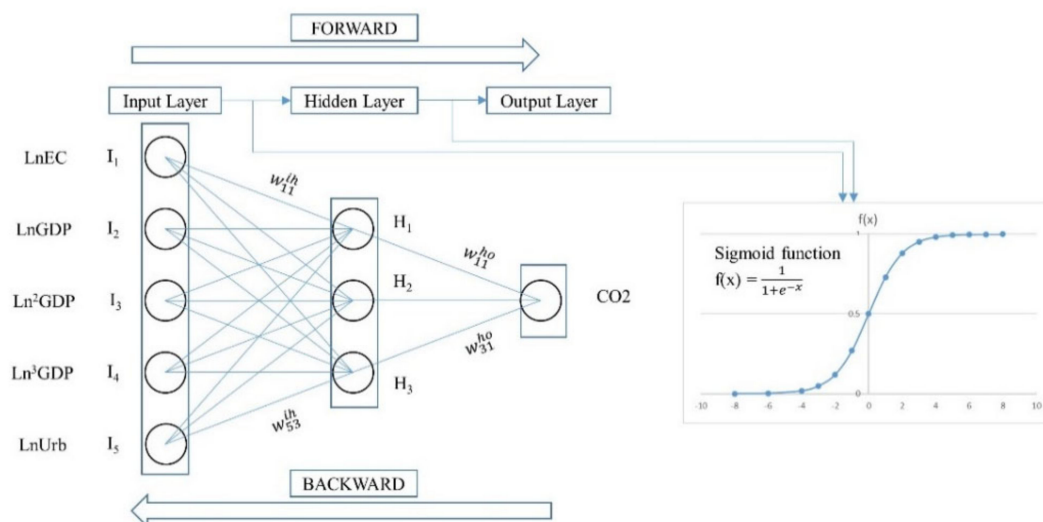 FORWARD
Input Layer
Hidden Layer
Output Layer
LnEC I₁
LnGDP I₂
Ln²GDP I₃
Ln³GDP I₄
LnUrb I₅
w₁₁ⁱʰ
w₅₃ⁱʰ
H₁
H₂
H₃
w₁₁ʰᵒ
w₃₁ʰᵒ
CO2
BACKWARD
f(x)
Sigmoid function
f(x) = 1/(1+e⁻ˣ)
1
0.5
0
-10 -8 -6 -4 -2 0 2 4 6 8 10